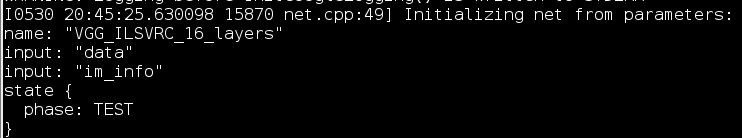 I0530 20:45:25.630098 15870 net.cpp:49] Initializing net from parameters:
name: "VGG_ILSVRC_16_layers"
input: "data"
input: "im_info"
state {
  phase: TEST
}